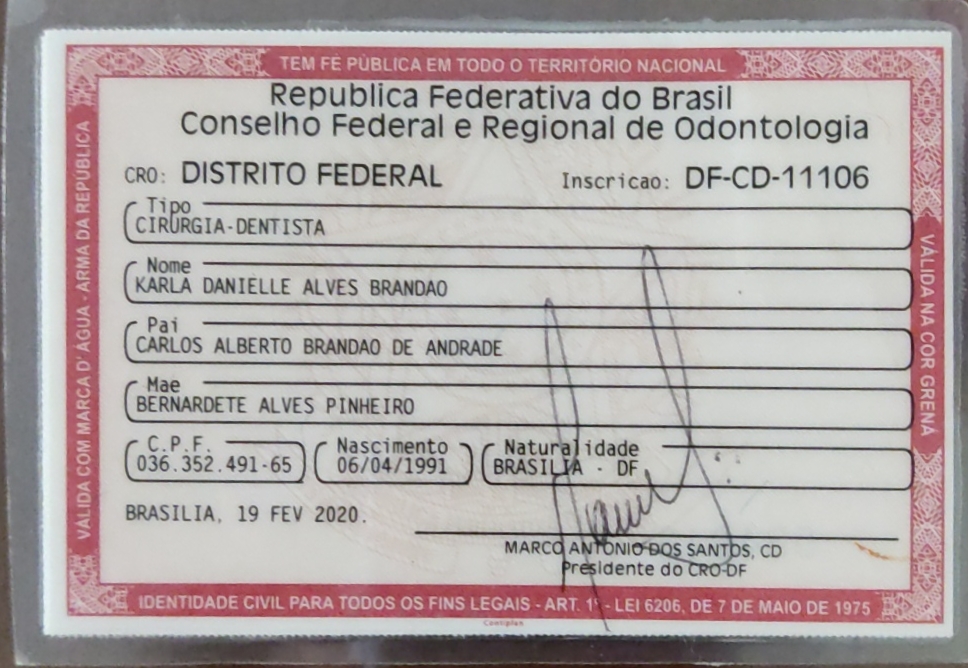 TEM FÉ PÚBLICA EM TODO O TERRITÓRIO NACIONAL
Republica Federativa do Brasil
Conselho Federal e Regional de Odontologia
CRO: DISTRITO FEDERAL Inscricao: DF-CD-11106
Tipo
CIRURGIA-DENTISTA
Nome
KARLA DANIELLE ALVES BRANDAO
Pai
CARLOS ALBERTO BRANDAO DE ANDRADE
Mae
BERNARDETE ALVES PINHEIRO
C.P.F. Nascimento Naturalidade
036.352.491-65 06/04/1991 BRASILIA - DF
BRASILIA, 19 FEV 2020.
MARCO ANTONIO DOS SANTOS, CD
Presidente do CRO-DF
IDENTIDADE CIVIL PARA TODOS OS FINS LEGAIS - ART. 1º - LEI 6206, DE 7 DE MAIO DE 1975
VÁLIDA COM MARCA D'ÁGUA - ARMA DA REPÚBLICA
VÁLIDA NA COR GRENÁ